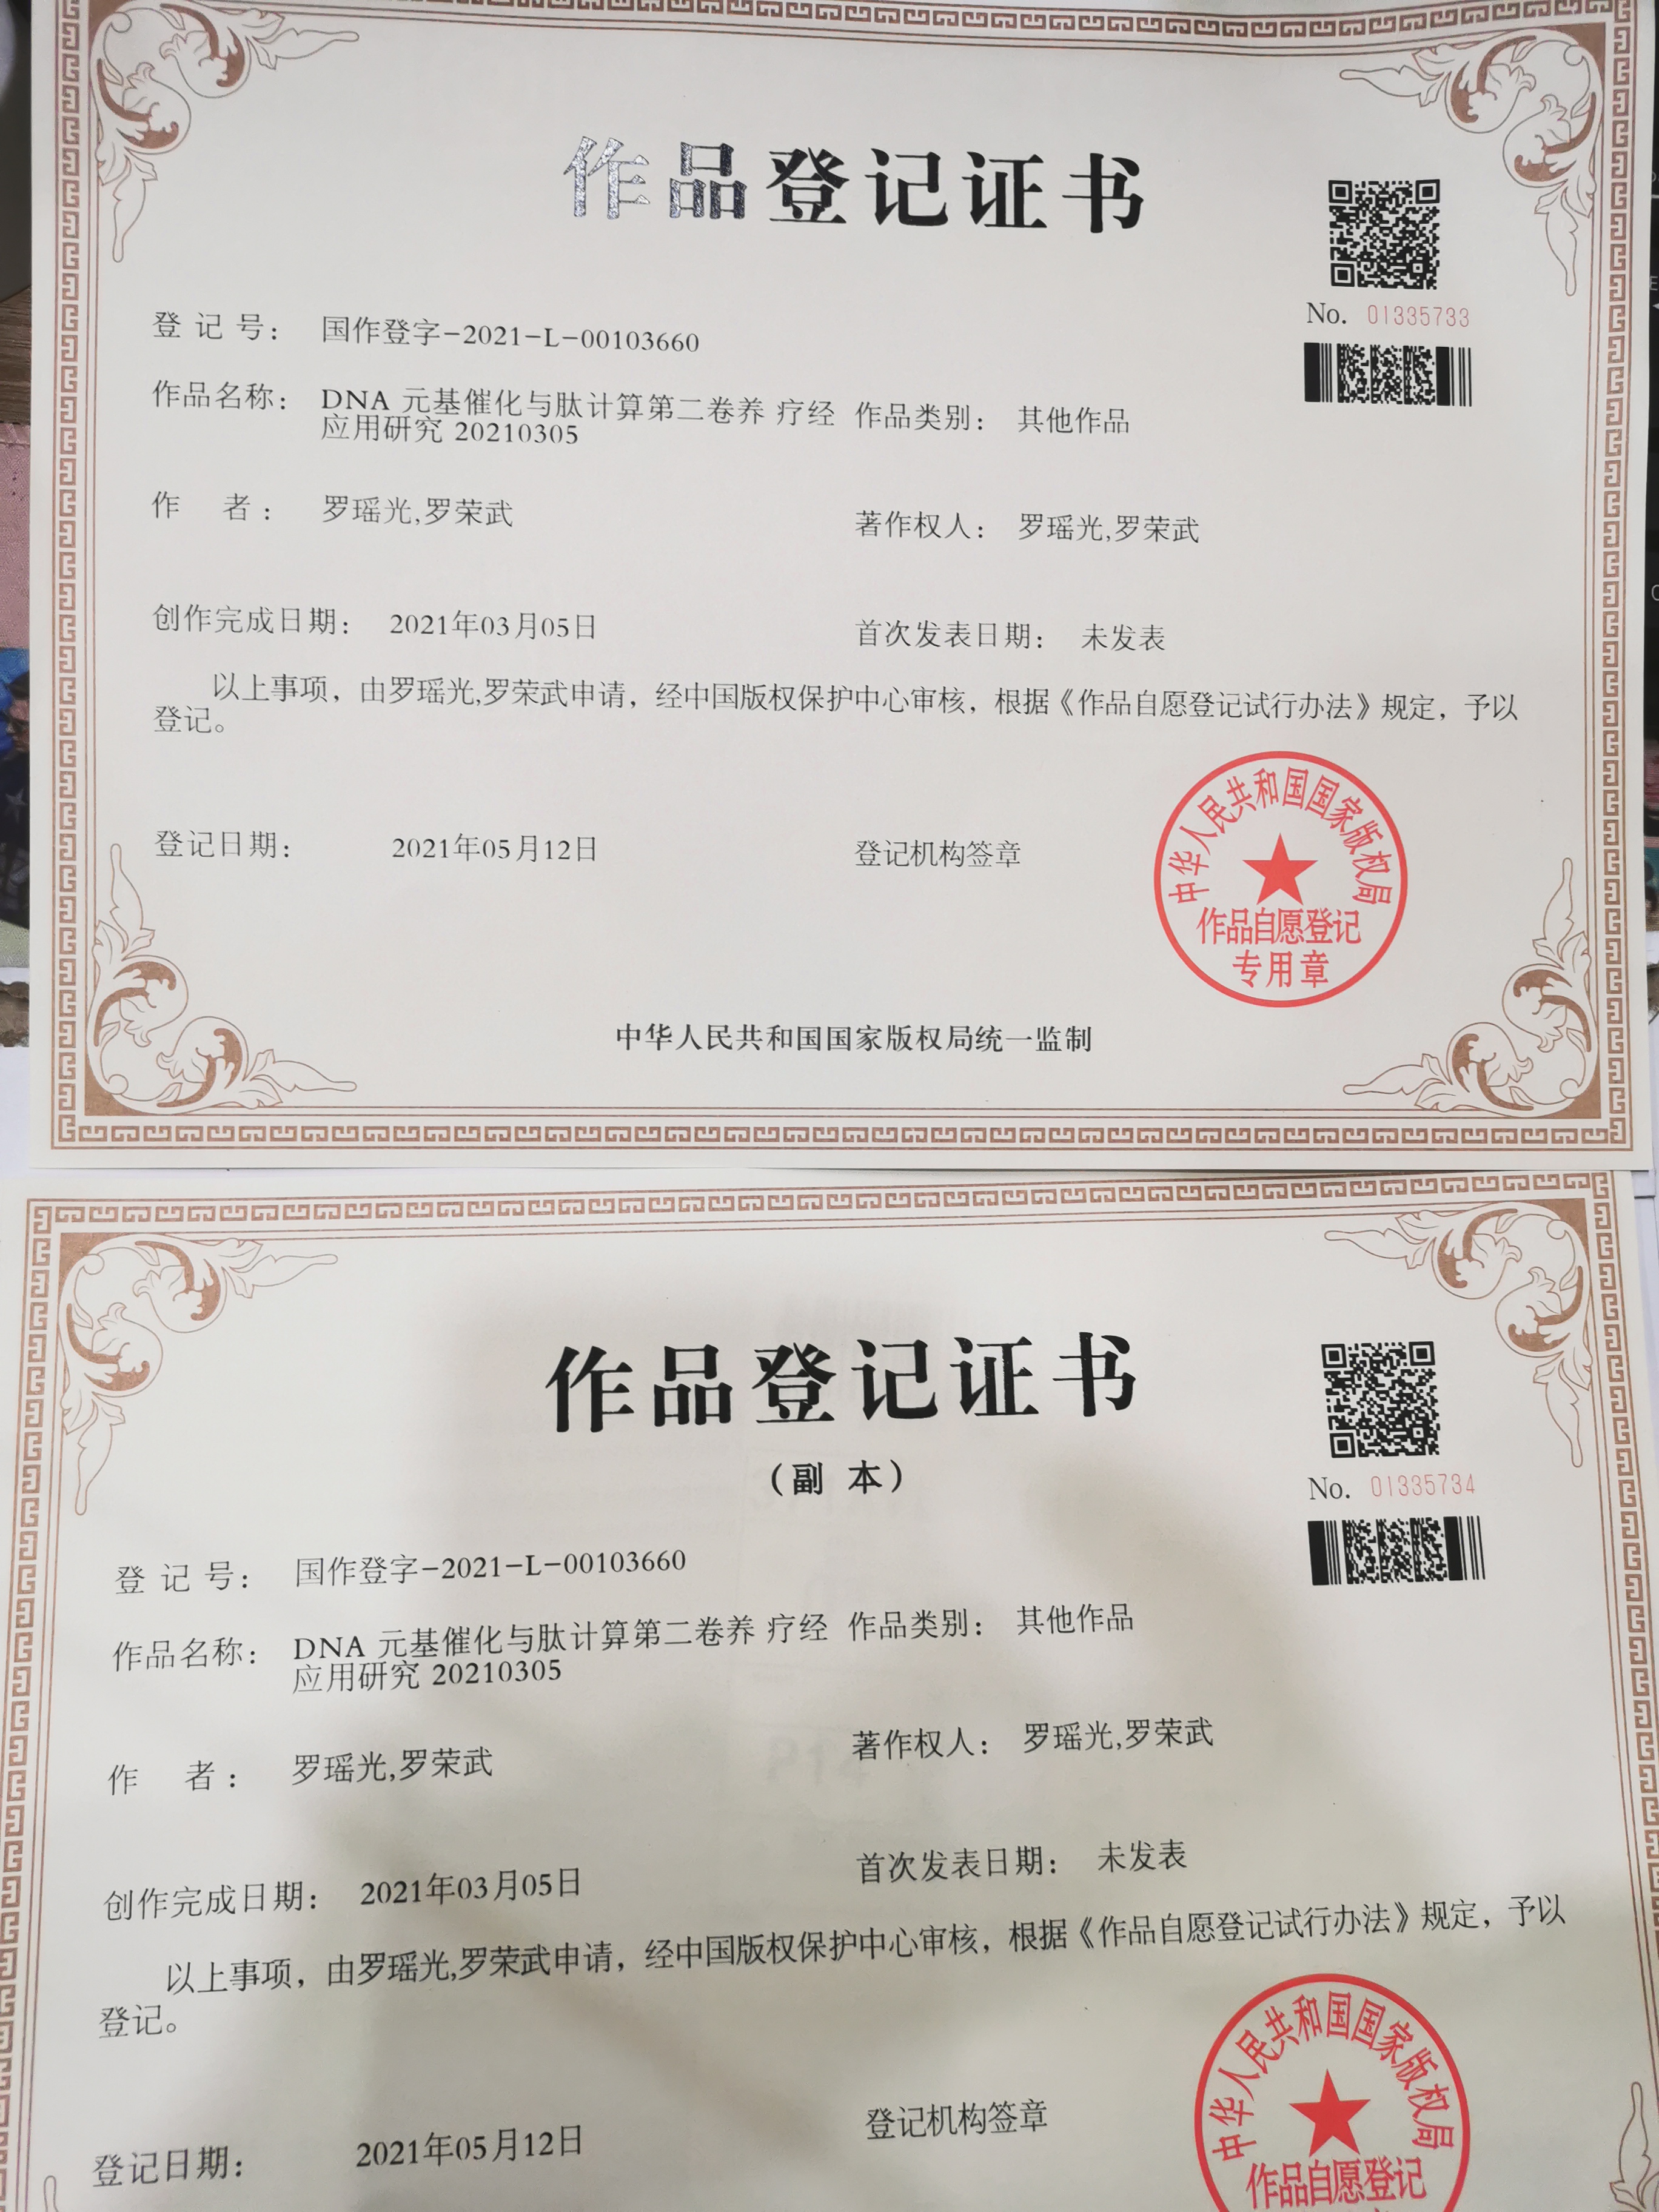 作品登记证书
No. 01335733
登 记 号: 国作登字-2021-L-00103660
作品名称: DNA 元基催化与肽计算第二卷养 疗经 作品类别: 其他作品
应用研究 20210305
作 者: 罗瑶光,罗荣武 著作权人: 罗瑶光,罗荣武
创作完成日期: 2021年03月05日 首次发表日期: 未发表
以上事项,由罗瑶光,罗荣武申请,经中国版权保护中心审核,根据《作品自愿登记试行办法》规定,予以
登记。
登记日期: 2021年05月12日 登记机构签章
中华人民共和国国家版权局
作品自愿登记
专用章
中华人民共和国国家版权局统一监制
作品登记证书
(副 本)
No. 01335734
登 记 号: 国作登字-2021-L-00103660
作品名称: DNA 元基催化与肽计算第二卷养 疗经 作品类别: 其他作品
应用研究 20210305
作 者: 罗瑶光,罗荣武 著作权人: 罗瑶光,罗荣武
创作完成日期: 2021年03月05日 首次发表日期: 未发表
以上事项,由罗瑶光,罗荣武申请,经中国版权保护中心审核,根据《作品自愿登记试行办法》规定,予以
登记。
登记日期: 2021年05月12日 登记机构签章
中华人民共和国国家版权局
作品自愿登记